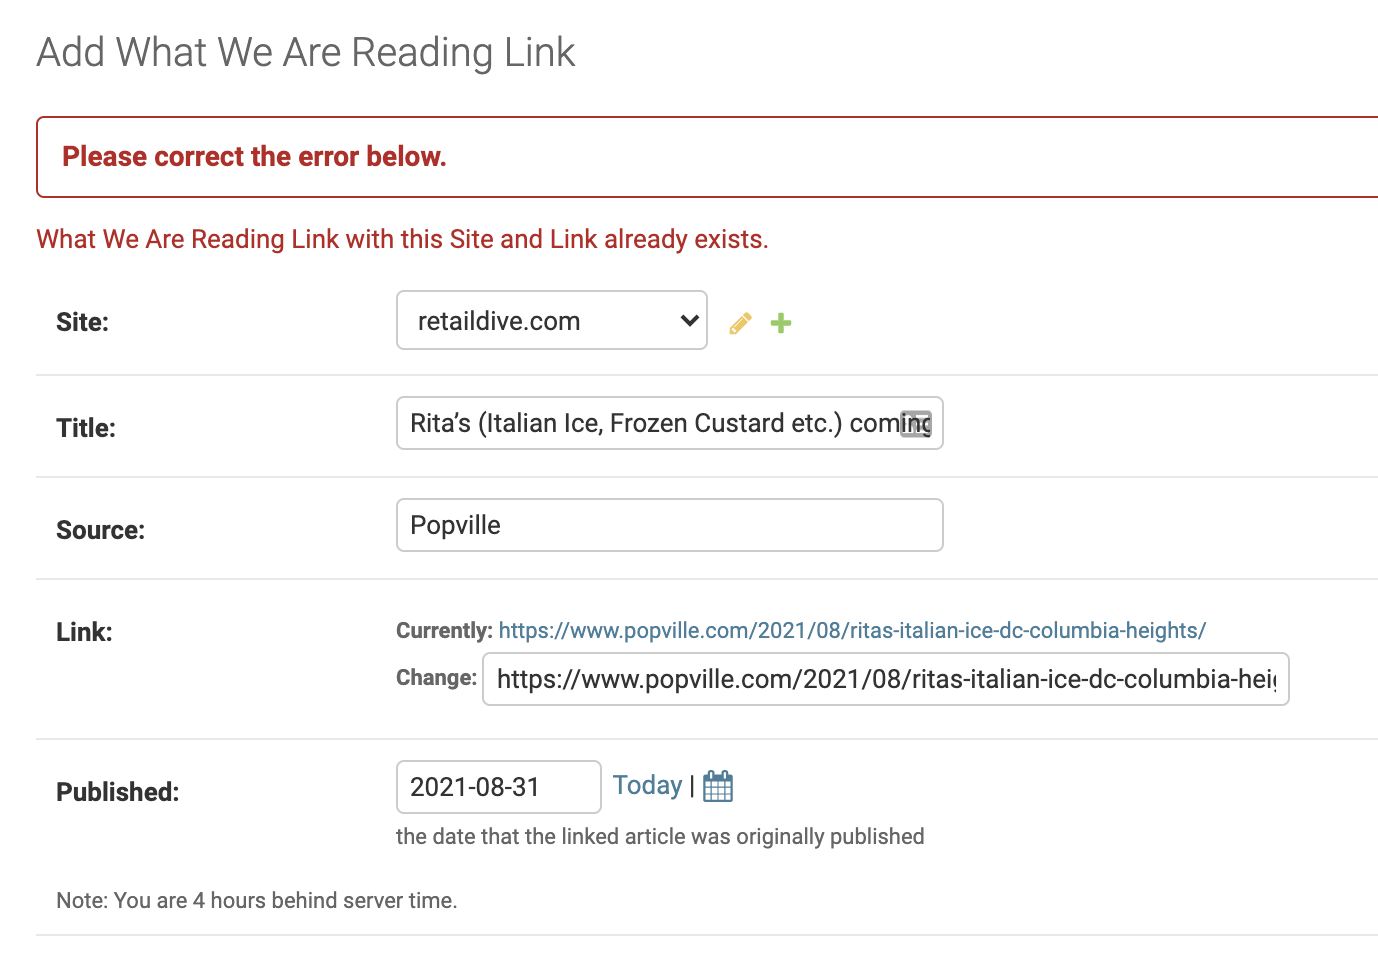 Add What We Are Reading Link
Please correct the error below.
What We Are Reading Link with this Site and Link already exists.
Site: retaildive.com
Title: Rita’s (Italian Ice, Frozen Custard etc.) coming
Source: Popville
Link: Currently: https://www.popville.com/2021/08/ritas-italian-ice-dc-columbia-heights/
Change: https://www.popville.com/2021/08/ritas-italian-ice-dc-columbia-heig
Published: 2021-08-31 Today |
the date that the linked article was originally published
Note: You are 4 hours behind server time.